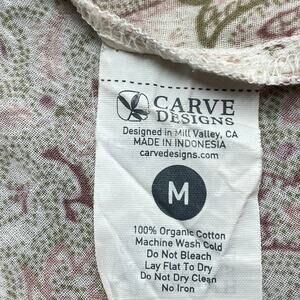 CARVE
DESIGNS
Designed in Mill Valley, CA
MADE IN INDONESIA
carvedesigns.com
M
100% Organic Cotton
Machine Wash Cold
Do Not Bleach
Lay Flat To Dry
Do Not Dry Clean
No Iron